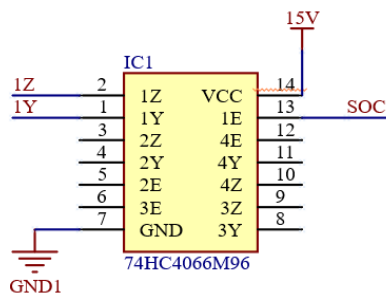 15V
IC1
1Z 2 1Z VCC 14
1Y 1 1Y 1E 13 SOC
3 2Z 4E 12
4 2Y 4Y 11
5 2E 4Z 10
6 3E 3Z 9
7 GND 3Y 8
74HC4066M96
GND1